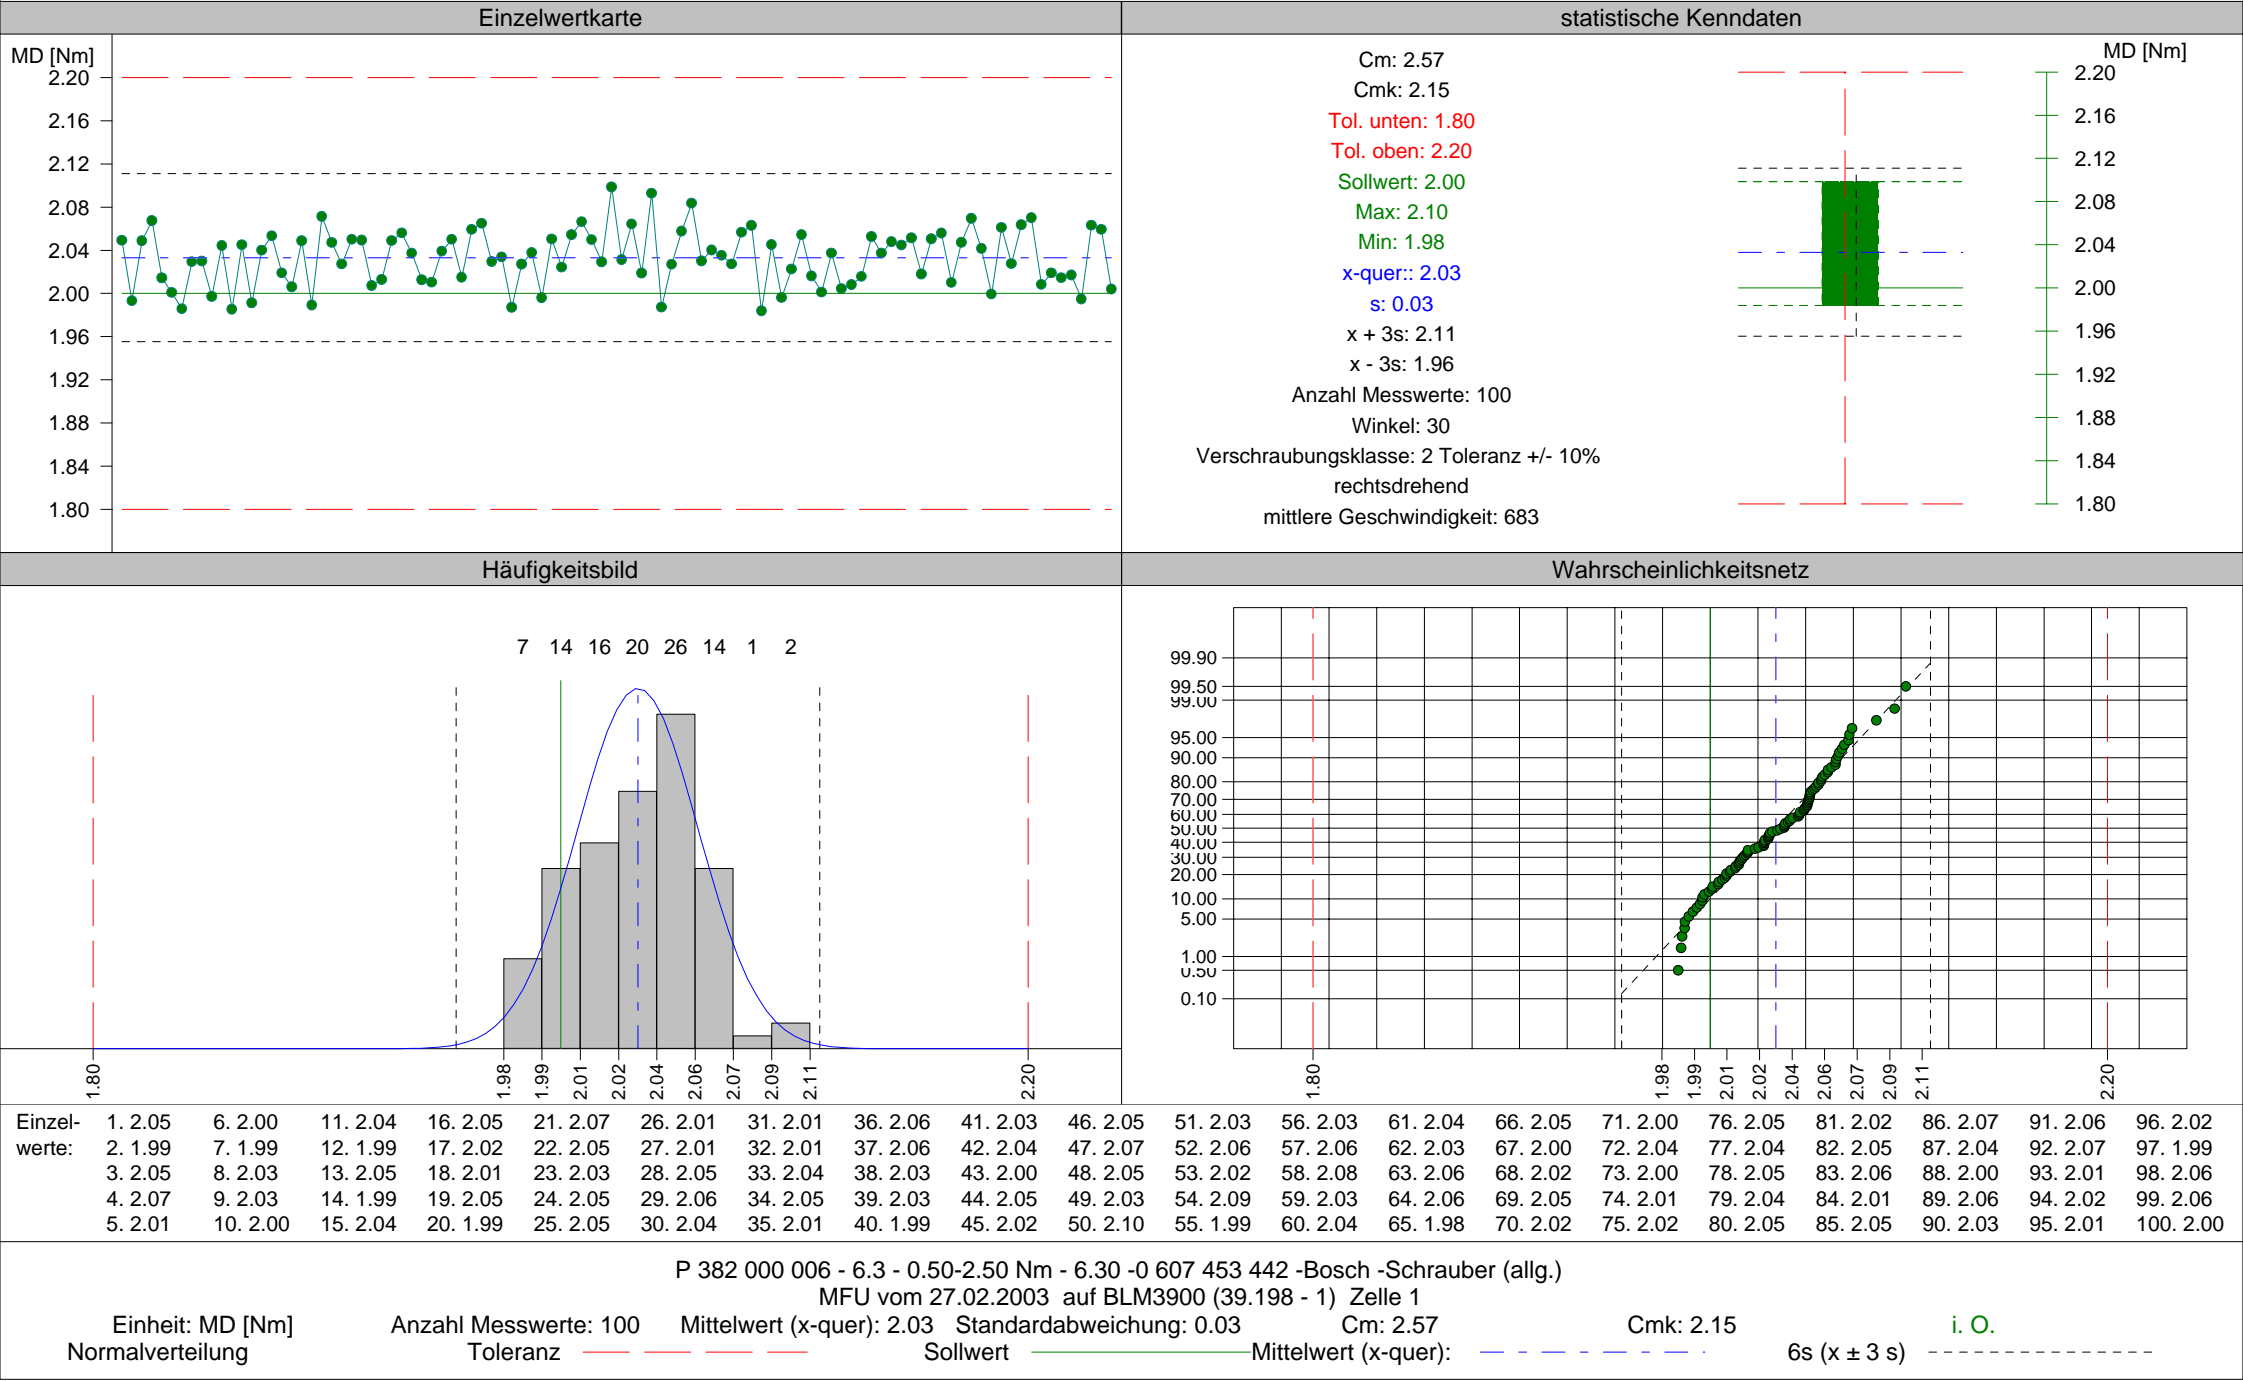 Einzelwertkarte
MD [Nm]
2.20
2.16
2.12
2.08
2.04
2.00
1.96
1.92
1.88
1.84
1.80
statistische Kenndaten
Cm: 2.57
Cmk: 2.15
Tol. unten: 1.80
Tol. oben: 2.20
Sollwert: 2.00
Max: 2.10
Min: 1.98
x-quer:: 2.03
s: 0.03
x + 3s: 2.11
x - 3s: 1.96
Anzahl Messwerte: 100
Winkel: 30
Verschraubungsklasse: 2 Toleranz +/- 10%
rechtsdrehend
mittlere Geschwindigkeit: 683
MD [Nm]
2.20
2.16
2.12
2.08
2.04
2.00
1.96
1.92
1.88
1.84
1.80
Häufigkeitsbild
7 14 16 20 26 14 1 2
1.80 1.98 1.99 2.01 2.02 2.04 2.06 2.07 2.09 2.11 2.20
Wahrscheinlichkeitsnetz
99.90
99.50
99.00
95.00
90.00
80.00
70.00
60.00
50.00
40.00
30.00
20.00
10.00
5.00
1.00
0.50
0.10
1.80 1.98 1.99 2.01 2.02 2.04 2.06 2.07 2.09 2.11 2.20
Einzel- 1. 2.05 6. 2.00 11. 2.04 16. 2.05 21. 2.07 26. 2.01 31. 2.01 36. 2.06 41. 2.03 46. 2.05 51. 2.03 56. 2.03 61. 2.04 66. 2.05 71. 2.00 76. 2.05 81. 2.02 86. 2.07 91. 2.06 96. 2.02
werte: 2. 1.99 7. 1.99 12. 1.99 17. 2.02 22. 2.05 27. 2.01 32. 2.01 37. 2.06 42. 2.04 47. 2.07 52. 2.06 57. 2.06 62. 2.03 67. 2.00 72. 2.04 77. 2.04 82. 2.05 87. 2.04 92. 2.07 97. 1.99
3. 2.05 8. 2.03 13. 2.05 18. 2.01 23. 2.03 28. 2.05 33. 2.04 38. 2.03 43. 2.00 48. 2.05 53. 2.02 58. 2.08 63. 2.06 68. 2.02 73. 2.00 78. 2.05 83. 2.06 88. 2.00 93. 2.01 98. 2.06
4. 2.07 9. 2.03 14. 1.99 19. 2.05 24. 2.05 29. 2.06 34. 2.05 39. 2.03 44. 2.05 49. 2.03 54. 2.09 59. 2.03 64. 2.06 69. 2.05 74. 2.01 79. 2.04 84. 2.01 89. 2.06 94. 2.02 99. 2.06
5. 2.01 10. 2.00 15. 2.04 20. 1.99 25. 2.05 30. 2.04 35. 2.01 40. 1.99 45. 2.02 50. 2.10 55. 1.99 60. 2.04 65. 1.98 70. 2.02 75. 2.02 80. 2.05 85. 2.05 90. 2.03 95. 2.01 100. 2.00
P 382 000 006 - 6.3 - 0.50-2.50 Nm - 6.30 -0 607 453 442 -Bosch -Schrauber (allg.)
MFU vom 27.02.2003 auf BLM3900 (39.198 - 1) Zelle 1
Einheit: MD [Nm] Anzahl Messwerte: 100 Mittelwert (x-quer): 2.03 Standardabweichung: 0.03 Cm: 2.57 Cmk: 2.15 i. O.
Normalverteilung Toleranz Sollwert Mittelwert (x-quer): 6s (x ± 3 s)